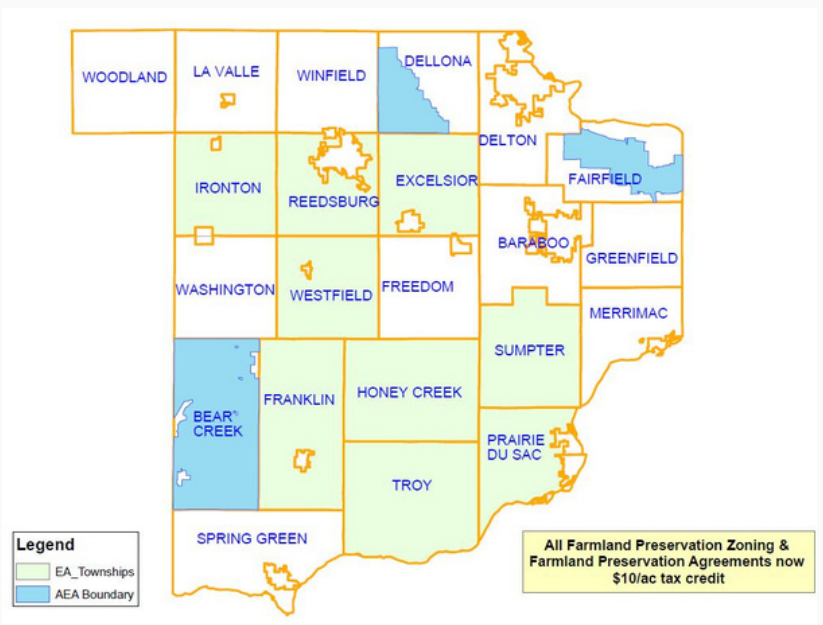 WOODLAND
LA VALLE
WINFIELD
DELLONA
DELTON
IRONTON
REEDSBURG
EXCELSIOR
FAIRFIELD
BARABOO
GREENFIELD
WASHINGTON
WESTFIELD
FREEDOM
MERRIMAC
SUMPTER
BEAR
CREEK
FRANKLIN
HONEY CREEK
PRAIRIE
DU SAC
TROY
SPRING GREEN
Legend
EA_Townships
AEA Boundary
All Farmland Preservation Zoning &
Farmland Preservation Agreements now
$10/ac tax credit